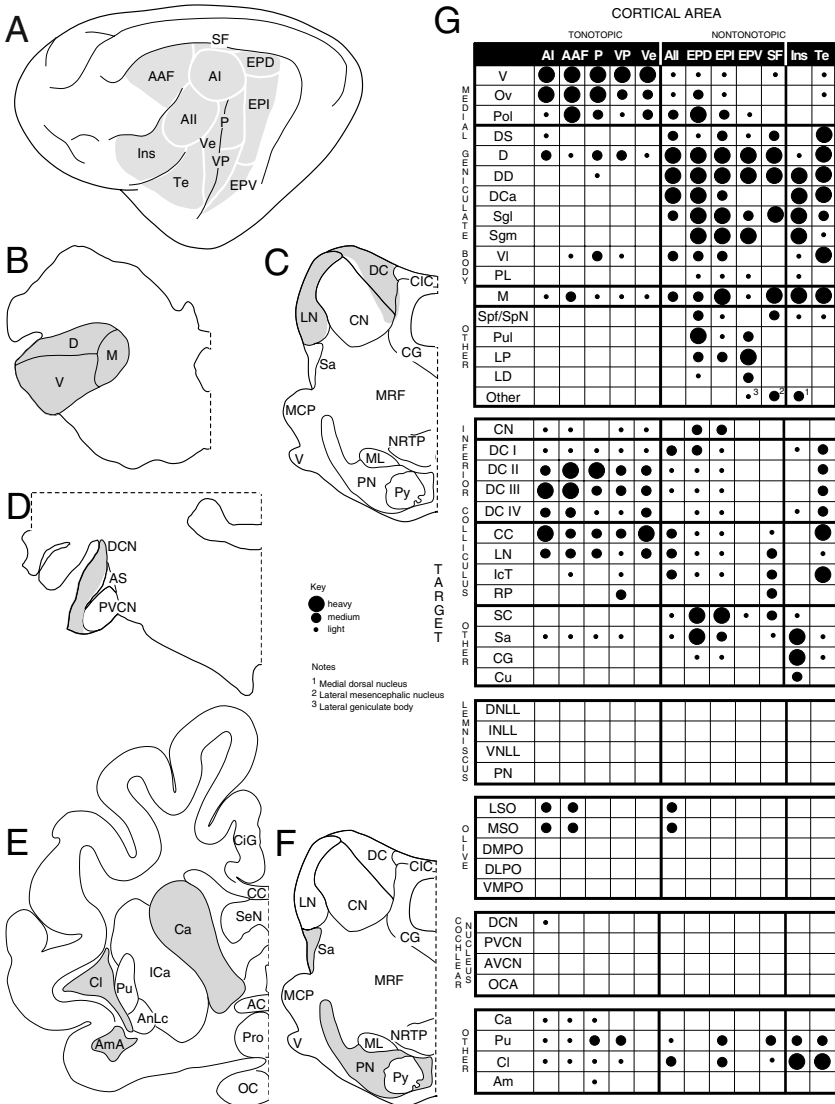 A
SF
EPD
AAF
AI
EPI
AII
P
Ve
Ins
VP
Te
EPV
B
D
M
V
C
DC
CIC
LN
CN
CG
Sa
MRF
MCP
NRTP
V
ML
PN
Py
D
DCN
AS
PVCN
Key
heavy
medium
light
Notes
1 Medial dorsal nucleus
2 Lateral mesencephalic nucleus
3 Lateral geniculate body
E
CiG
CC
SeN
Ca
ICa
Cl
Pu
AC
AnLc
AmA
Pro
OC
F
DC
CIC
LN
CN
CG
Sa
MRF
MCP
NRTP
V
ML
PN
Py
G
CORTICAL AREA
TONOTOPIC NONTONOTOPIC
AI AAF P VP Ve AII EPD EPI EPV SF Ins Te
TARGET
MEDIAL GENICULATE BODY
V
Ov
Pol
DS
D
DD
DCa
Sgl
Sgm
Vl
PL
M
OTHER
Spf/SpN
Pul
LP
LD
Other 3 2 1
INFERIOR COLLICULUS
CN
DC I
DC II
DC III
DC IV
CC
LN
IcT
RP
OTHER
SC
Sa
CG
Cu
LEMNISCUS
DNLL
INLL
VNLL
PN
OLIVE
LSO
MSO
DMPO
DLPO
VMPO
COCHLEAR NUCLEUS
DCN
PVCN
AVCN
OCA
OTHER
Ca
Pu
Cl
Am